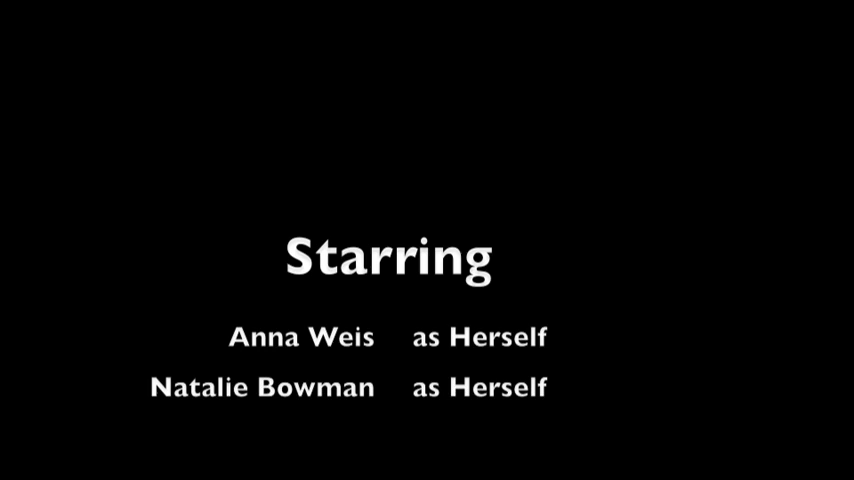 Starring
Anna Weis as Herself
Natalie Bowman as Herself